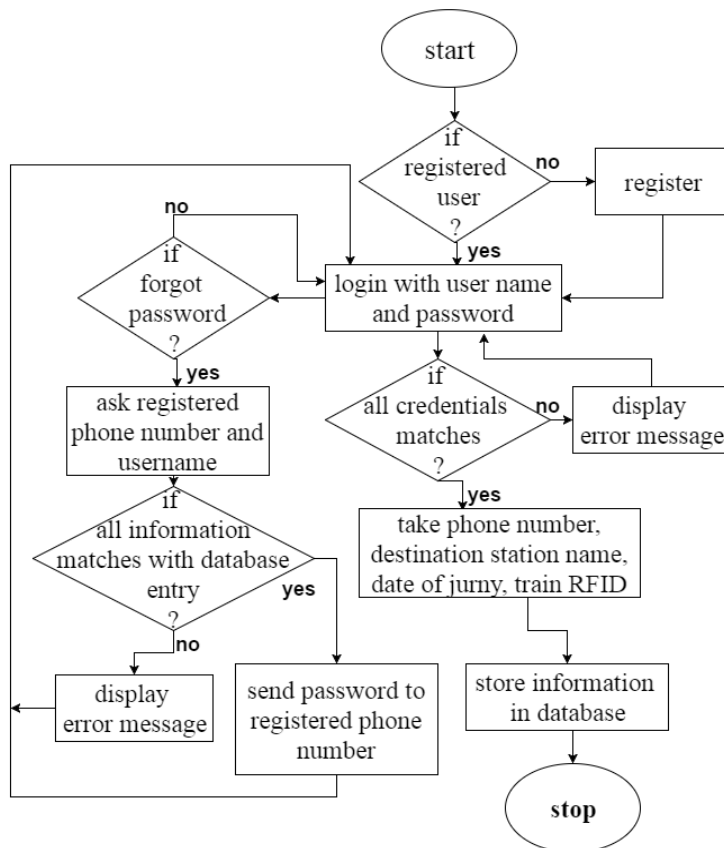 start
if
registered
user
?
no
register
yes
no
if
forgot
password
?
login with user name
and password
yes
ask registered
phone number and
username
if
all credentials
matches
?
no
display
error message
yes
if
all information
matches with database
entry
?
yes
no
take phone number,
destination station name,
date of jurny, train RFID
display
error message
send password to
registered phone
number
store information
in database
stop